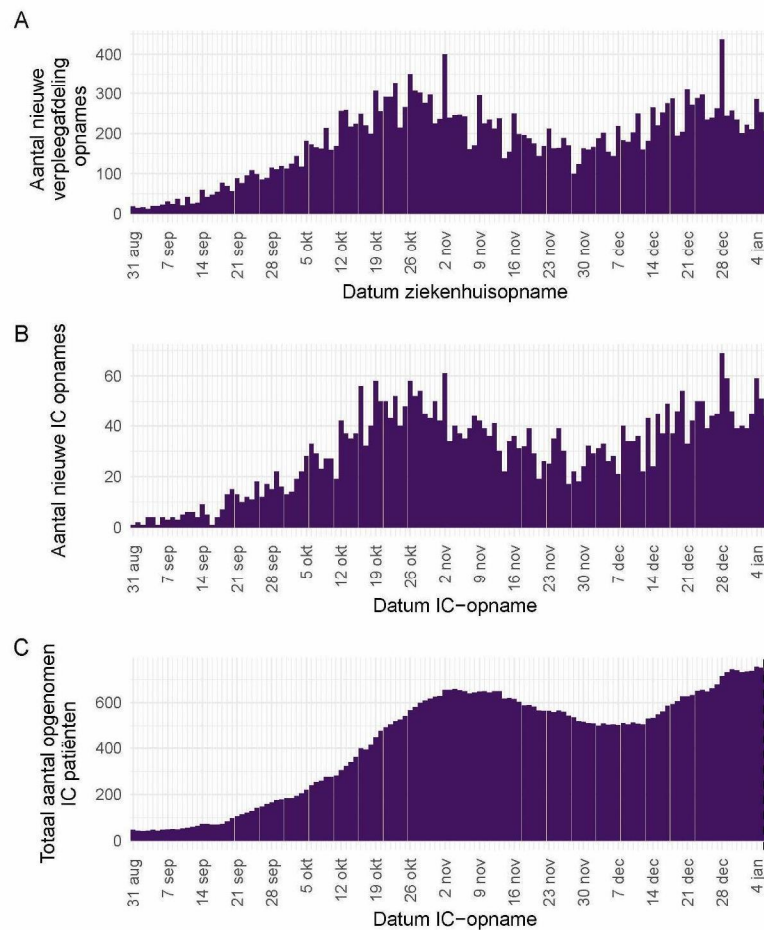 A
Aantal nieuwe
verpleegafdeling
opnames
400
300
200
100
0
31 aug
7 sep
14 sep
21 sep
28 sep
5 okt
12 okt
19 okt
26 okt
2 nov
9 nov
16 nov
23 nov
30 nov
7 dec
14 dec
21 dec
28 dec
4 jan
Datum ziekenhuisopname
B
Aantal nieuwe IC opnames
60
40
20
0
31 aug
7 sep
14 sep
21 sep
28 sep
5 okt
12 okt
19 okt
26 okt
2 nov
9 nov
16 nov
23 nov
30 nov
7 dec
14 dec
21 dec
28 dec
4 jan
Datum IC−opname
C
Totaal aantal opgenomen
IC patiënten
600
400
200
0
31 aug
7 sep
14 sep
21 sep
28 sep
5 okt
12 okt
19 okt
26 okt
2 nov
9 nov
16 nov
23 nov
30 nov
7 dec
14 dec
21 dec
28 dec
4 jan
Datum IC−opname